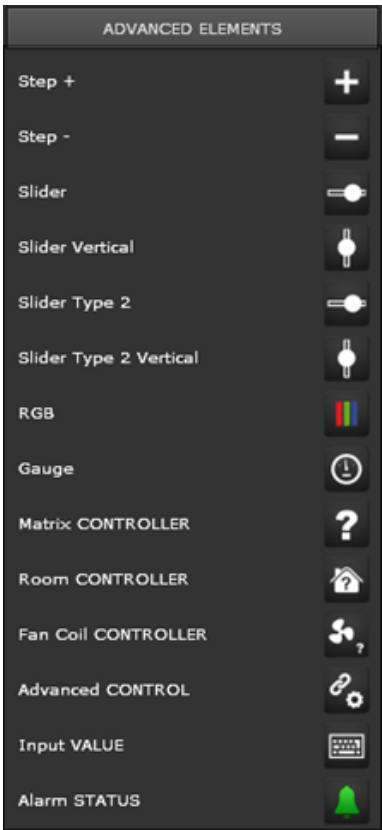 ADVANCED ELEMENTS
Step +
Step -
Slider
Slider Vertical
Slider Type 2
Slider Type 2 Vertical
RGB
Gauge
Matrix CONTROLLER
?
Room CONTROLLER
?
Fan Coil CONTROLLER
?
Advanced CONTROL
Input VALUE
Alarm STATUS